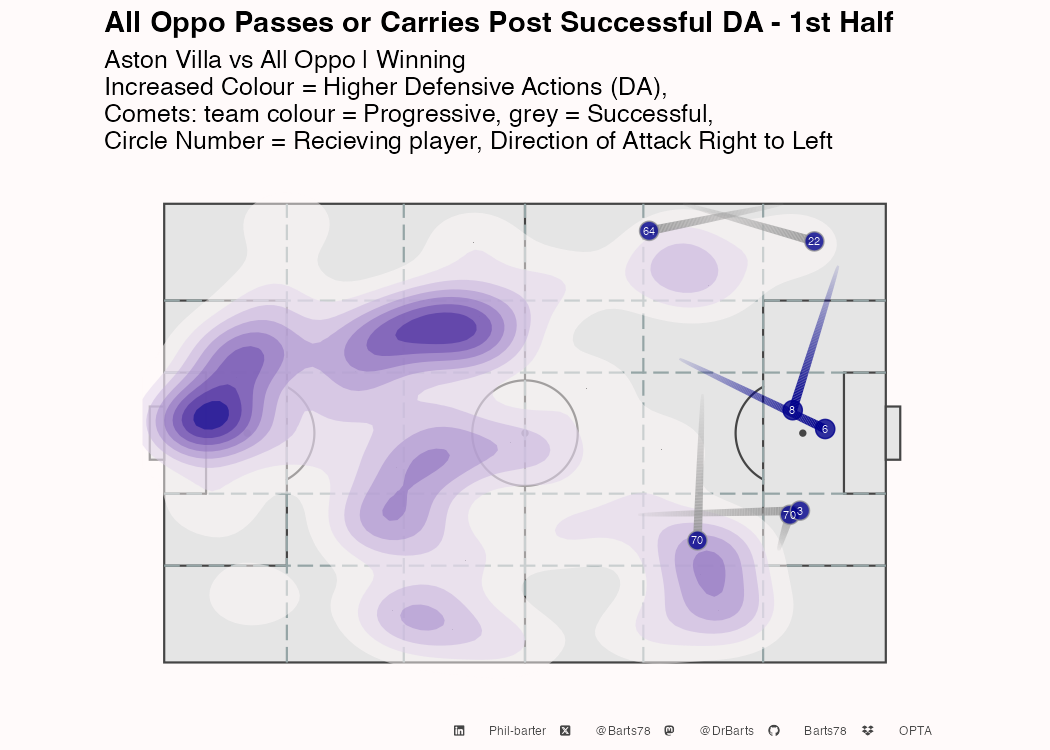 All Oppo Passes or Carries Post Successful DA - 1st Half
Aston Villa vs All Oppo | Winning
Increased Colour = Higher Defensive Actions (DA),
Comets: team colour = Progressive, grey = Successful,
Circle Number = Recieving player, Direction of Attack Right to Left
64
22
8
6
70 3
70
Phil-barter @Barts78 @DrBarts Barts78 OPTA